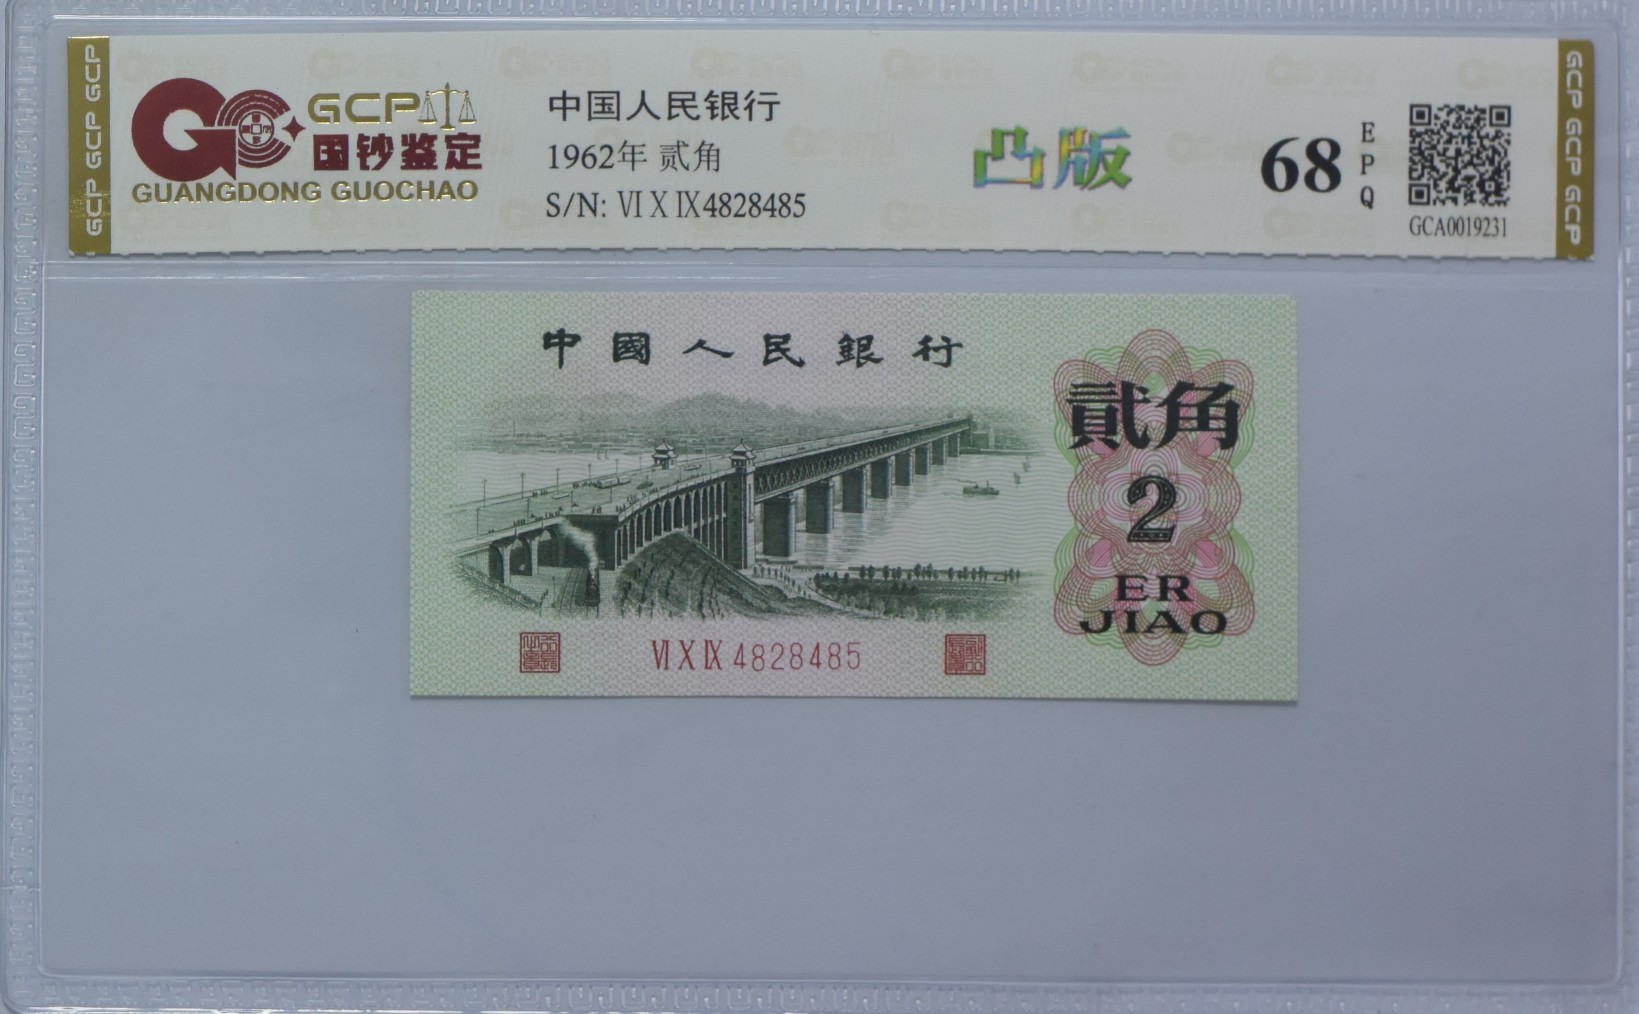 GCP GCP GCP
GCP
国钞鉴定
GUANGDONG GUOCHAO
中国人民银行
1962年 贰角
S/N: Ⅵ Ⅹ Ⅸ4828485
凸版
68
EPQ
GCA0019231
GCP GCP GCP
中國人民銀行
貳角
2
ER
JIAO
Ⅵ Ⅹ Ⅸ 4828485